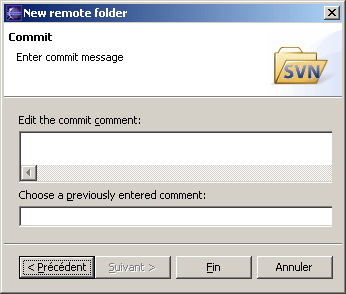 New remote folder
Commit
Enter commit message
SVN
Edit the commit comment:
Choose a previously entered comment:
< Précédent
Suivant >
Fin
Annuler